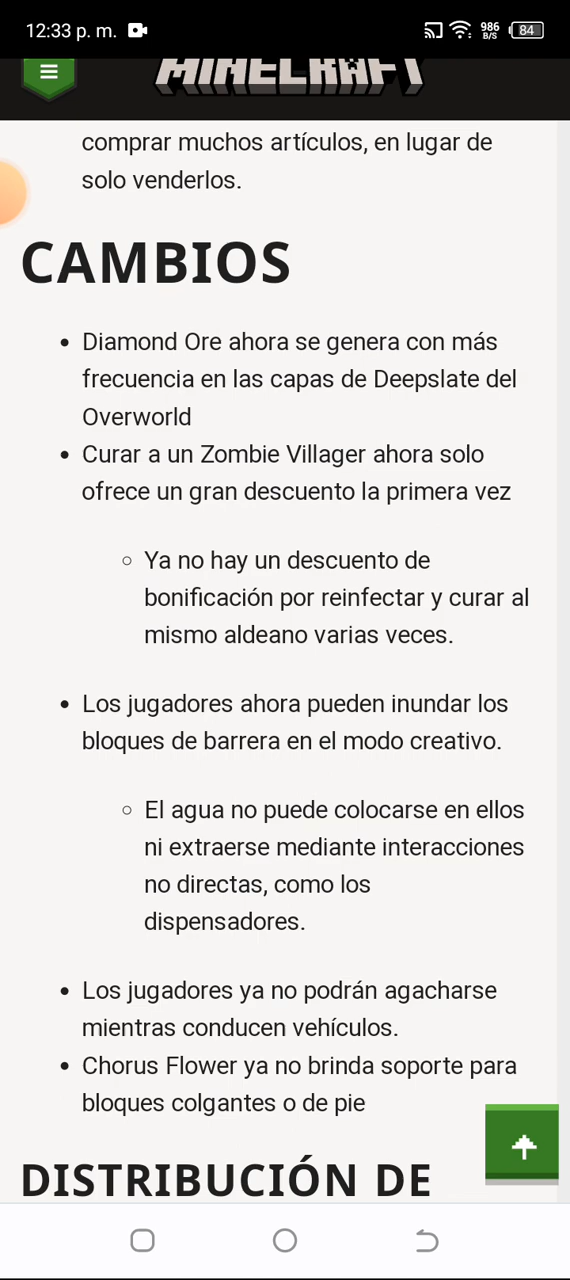 12:33 p. m.
986
B/S
84
MINECRAFT
comprar muchos artículos, en lugar de
solo venderlos.
CAMBIOS
• Diamond Ore ahora se genera con más
frecuencia en las capas de Deepslate del
Overworld
• Curar a un Zombie Villager ahora solo
ofrece un gran descuento la primera vez
○ Ya no hay un descuento de
bonificación por reinfectar y curar al
mismo aldeano varias veces.
• Los jugadores ahora pueden inundar los
bloques de barrera en el modo creativo.
○ El agua no puede colocarse en ellos
ni extraerse mediante interacciones
no directas, como los
dispensadores.
• Los jugadores ya no podrán agacharse
mientras conducen vehículos.
• Chorus Flower ya no brinda soporte para
bloques colgantes o de pie
DISTRIBUCIÓN DE